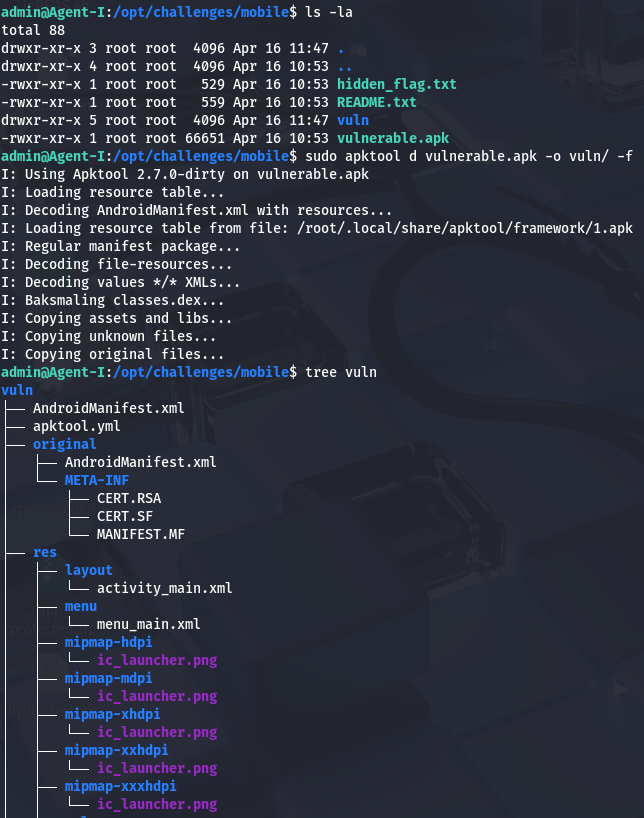 admin@Agent-I:/opt/challenges/mobile$ ls -la
total 88
drwxr-xr-x 3 root root  4096 Apr 16 11:47 .
drwxr-xr-x 4 root root  4096 Apr 16 10:53 ..
-rwxr-xr-x 1 root root   529 Apr 16 10:53 hidden_flag.txt
-rwxr-xr-x 1 root root   559 Apr 16 10:53 README.txt
drwxr-xr-x 5 root root  4096 Apr 16 11:47 vuln
-rwxr-xr-x 1 root root 66651 Apr 16 10:53 vulnerable.apk
admin@Agent-I:/opt/challenges/mobile$ sudo apktool d vulnerable.apk -o vuln/ -f
I: Using Apktool 2.7.0-dirty on vulnerable.apk
I: Loading resource table...
I: Decoding AndroidManifest.xml with resources...
I: Loading resource table from file: /root/.local/share/apktool/framework/1.apk
I: Regular manifest package...
I: Decoding file-resources...
I: Decoding values */* XMLs...
I: Baksmaling classes.dex...
I: Copying assets and libs...
I: Copying unknown files...
I: Copying original files...
admin@Agent-I:/opt/challenges/mobile$ tree vuln
vuln
├── AndroidManifest.xml
├── apktool.yml
├── original
│   ├── AndroidManifest.xml
│   └── META-INF
│       ├── CERT.RSA
│       ├── CERT.SF
│       └── MANIFEST.MF
├── res
│   ├── layout
│   │   └── activity_main.xml
│   ├── menu
│   │   └── menu_main.xml
│   ├── mipmap-hdpi
│   │   └── ic_launcher.png
│   ├── mipmap-mdpi
│   │   └── ic_launcher.png
│   ├── mipmap-xhdpi
│   │   └── ic_launcher.png
│   ├── mipmap-xxhdpi
│   │   └── ic_launcher.png
│   ├── mipmap-xxxhdpi
│   │   └── ic_launcher.png